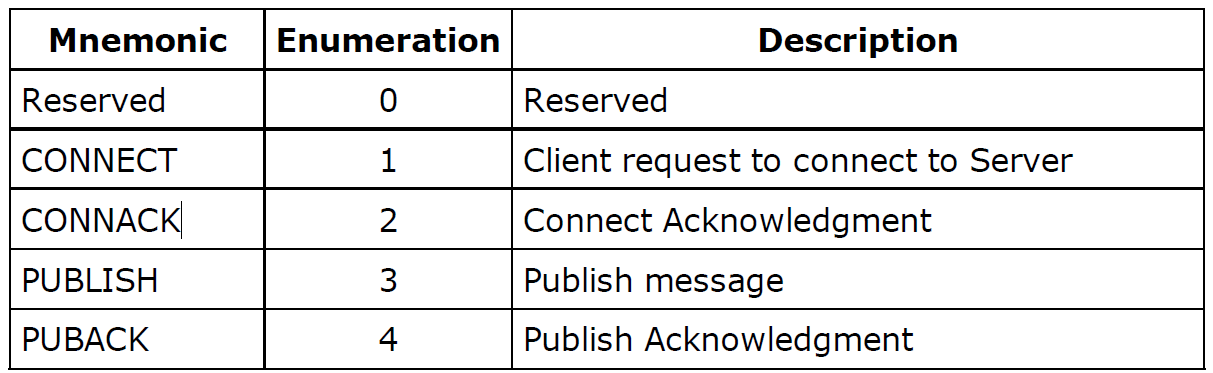 Mnemonic Enumeration Description
Reserved 0 Reserved
CONNECT 1 Client request to connect to Server
CONNACK 2 Connect Acknowledgment
PUBLISH 3 Publish message
PUBACK 4 Publish Acknowledgment